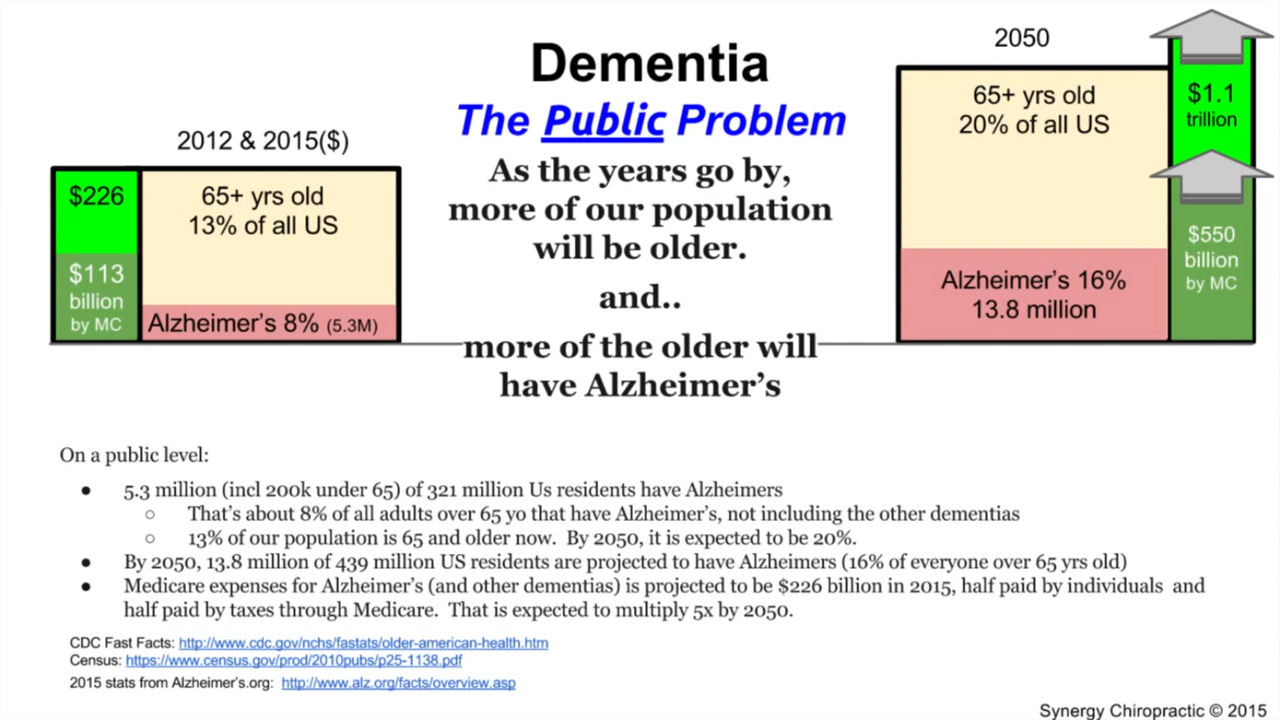 Dementia
The Public Problem
As the years go by,
more of our population
will be older.
and..
more of the older will
have Alzheimer's
2012 & 2015($)
$226
$113
billion
by MC
65+ yrs old
13% of all US
Alzheimer's 8% (5.3M)
2050
65+ yrs old
20% of all US
Alzheimer's 16%
13.8 million
$1.1
trillion
$550
billion
by MC
On a public level:
● 5.3 million (incl 200k under 65) of 321 million Us residents have Alzheimers
○ That's about 8% of all adults over 65 yo that have Alzheimer's, not including the other dementias
○ 13% of our population is 65 and older now. By 2050, it is expected to be 20%.
● By 2050, 13.8 million of 439 million US residents are projected to have Alzheimers (16% of everyone over 65 yrs old)
● Medicare expenses for Alzheimer's (and other dementias) is projected to be $226 billion in 2015, half paid by individuals and
half paid by taxes through Medicare. That is expected to multiply 5x by 2050.
CDC Fast Facts: http://www.cdc.gov/nchs/fastats/older-american-health.htm
Census: https://www.census.gov/prod/2010pubs/p25-1138.pdf
2015 stats from Alzheimer's.org: http://www.alz.org/facts/overview.asp
Synergy Chiropractic © 2015